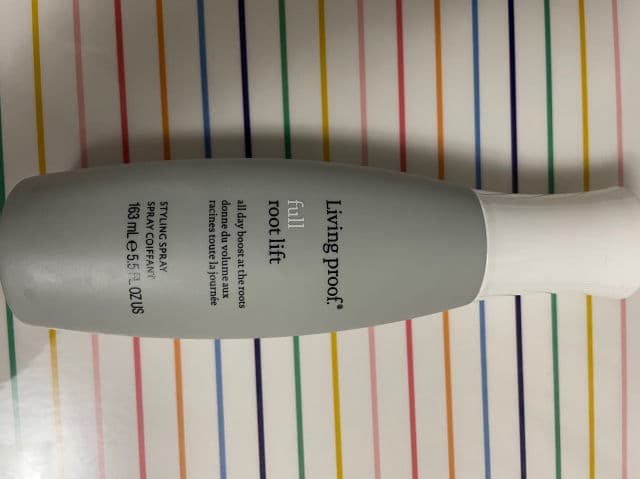 Living proof.®
full
root lift
all day boost at the roots
donne du volume aux
racines toute la journée
STYLING SPRAY
SPRAY COIFFANT
163 mL e 5.5 FL OZ US